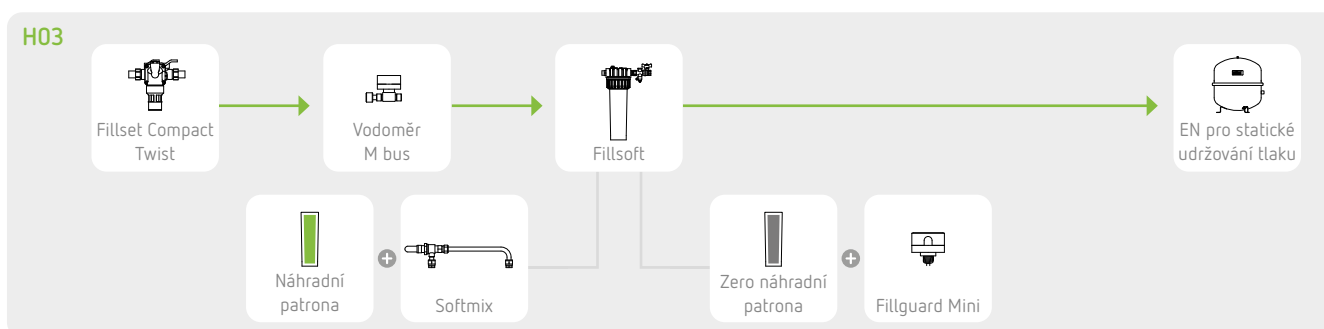 H03
Fillset Compact
Twist
Vodoměr
M bus
Fillsoft
EN pro statické
udržování tlaku
Náhradní
patrona
Softmix
Zero náhradní
patrona
Fillguard Mini